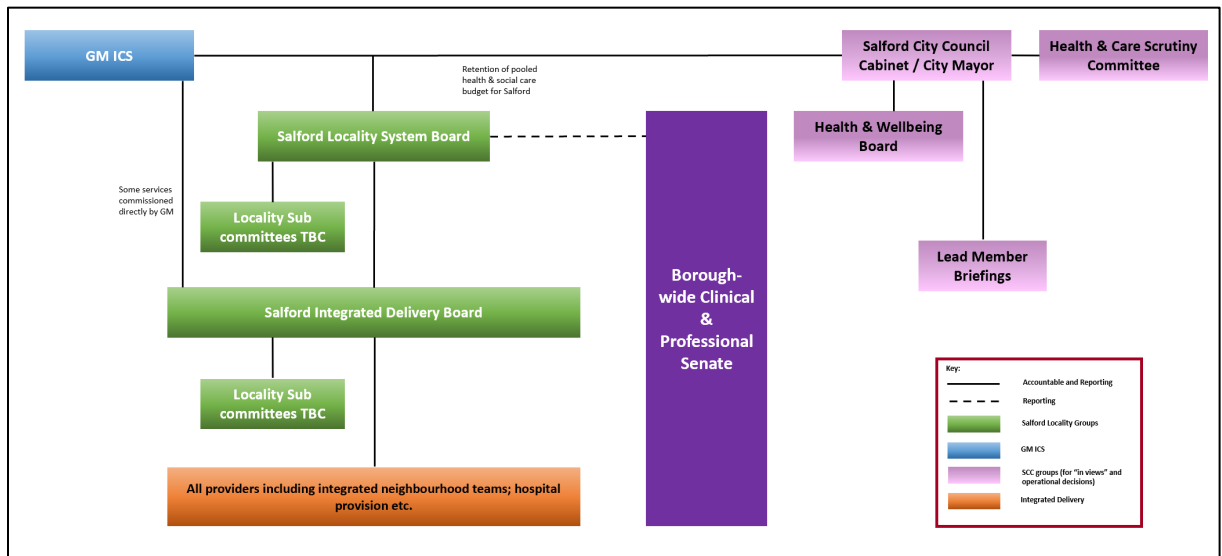 GM ICS
Salford City Council
Cabinet / City Mayor
Health & Care Scrutiny
Committee
Retention of pooled
health & social care
budget for Salford
Salford Locality System Board
Health & Wellbeing
Board
Some services
commissioned
directly by GM
Locality Sub
committees TBC
Lead Member
Briefings
Borough-
wide Clinical
&
Professional
Senate
Salford Integrated Delivery Board
Locality Sub
committees TBC
All providers including integrated neighbourhood teams; hospital
provision etc.
Key:
Accountable and Reporting
Reporting
Salford Locality Groups
GM ICS
SCC groups (for “in views” and
operational decisions)
Integrated Delivery